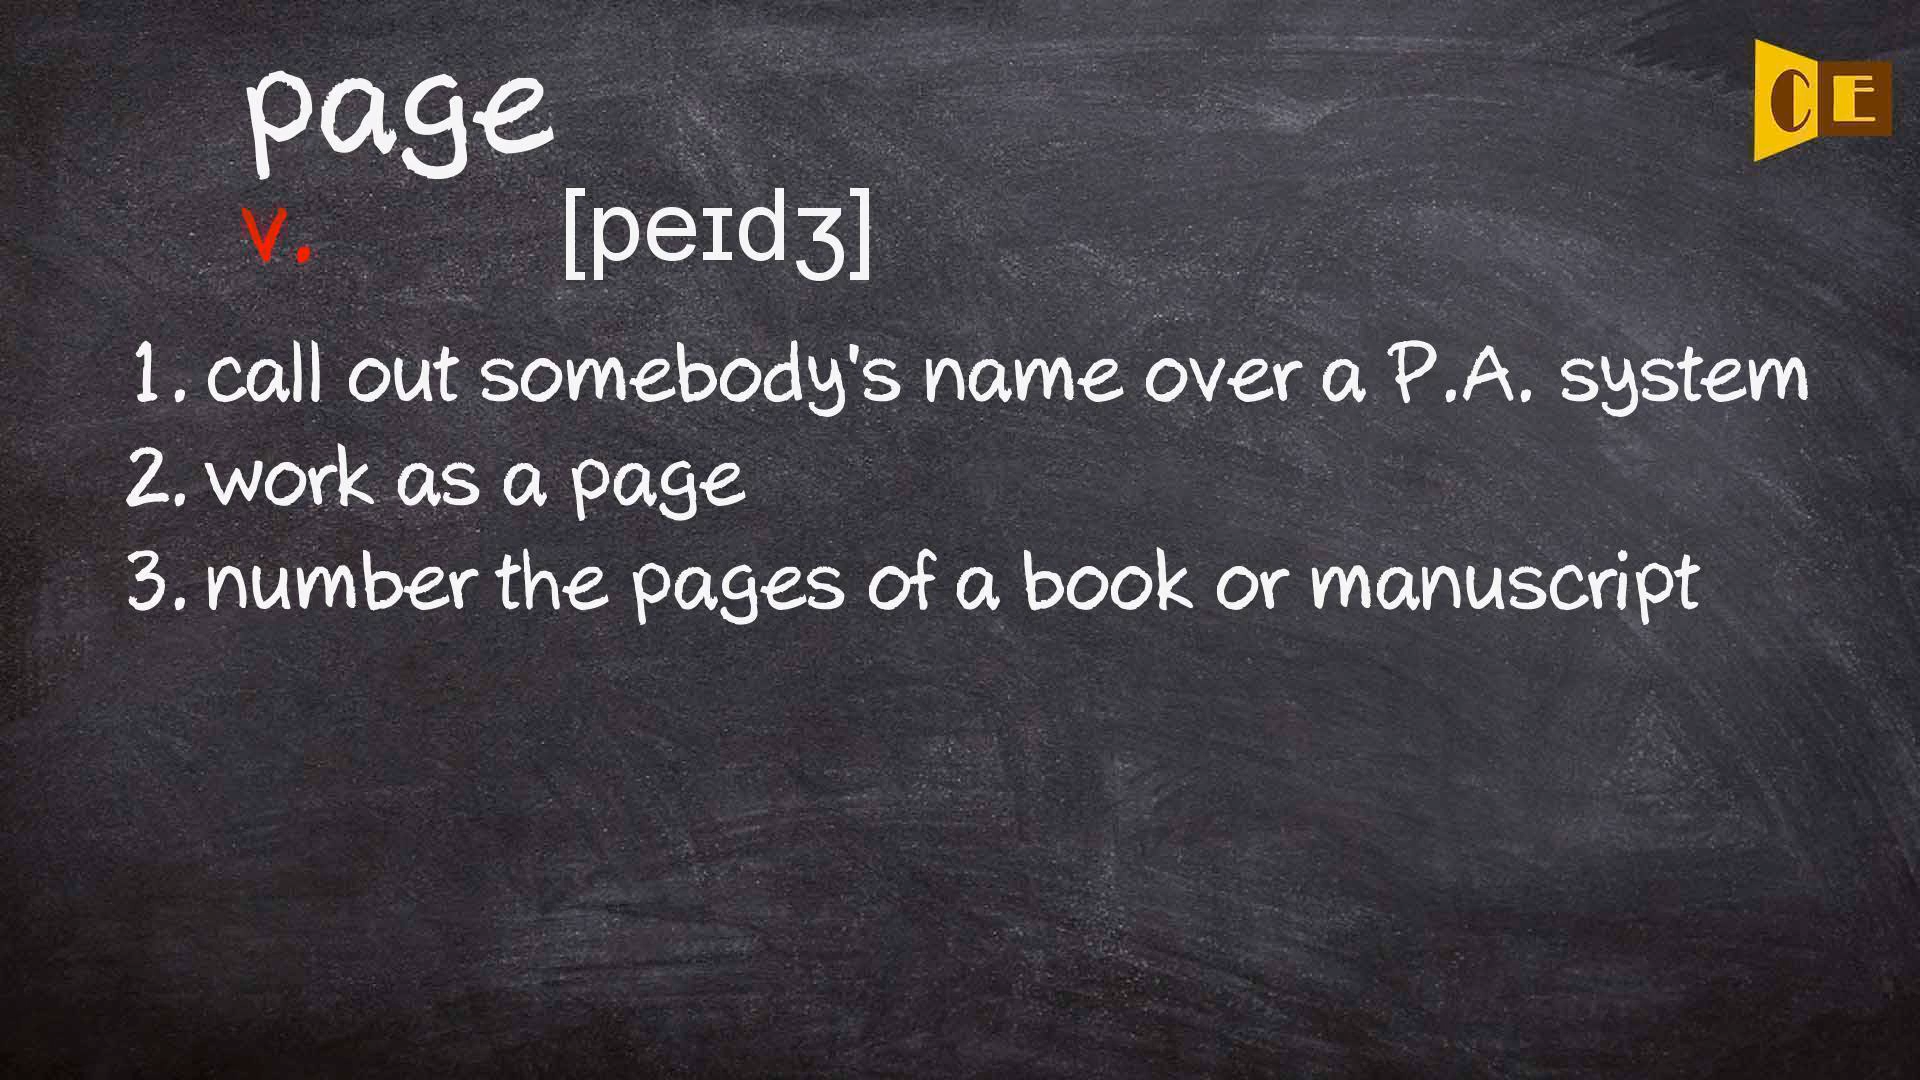 page
CE
v. [peɪdʒ]
1. call out somebody's name over a P.A. system
2. work as a page
3. number the pages of a book or manuscript